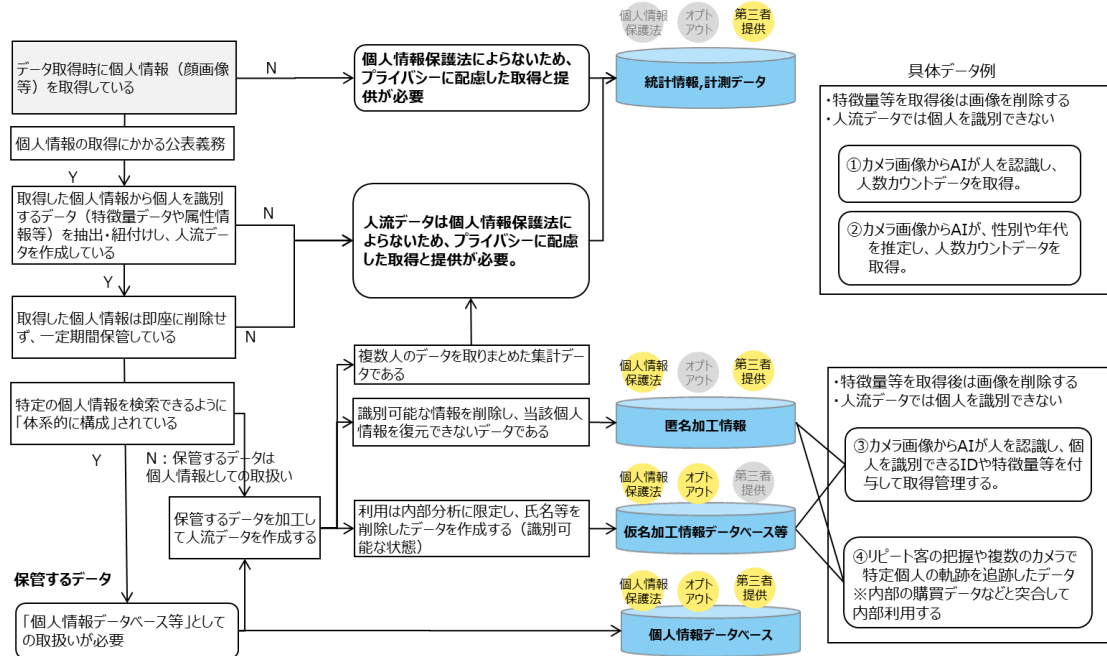 個人情報
保護法
オプト
アウト
第三者
提供
統計情報,計測データ
データ取得時に個人情報（顔画像
等）を取得している
N
個人情報保護法によらないため、
プライバシーに配慮した取得と提
供が必要
個人情報の取得にかかる公表義務
Y
取得した個人情報から個人を識別
するデータ（特徴量データや属性情
報等）を抽出・紐付けし、人流デー
タを作成している
N
人流データは個人情報保護法に
よらないため、プライバシーに配慮
した取得と提供が必要。
Y
取得した個人情報は即座に削除せ
ず、一定期間保管している
N
特定の個人情報を検索できるように
「体系的に構成」されている
Y
N：保管するデータは
個人情報としての取扱い
保管するデータを加工し
て人流データを作成する
保管するデータ
「個人情報データベース等」として
の取扱いが必要
複数人のデータを取りまとめた集計デー
タである
識別可能な情報を削除し、当該個人
情報を復元できないデータである
利用は内部分析に限定し、氏名等を
削除したデータを作成する（識別可
能な状態）
個人情報
保護法
オプト
アウト
第三者
提供
匿名加工情報
個人情報
保護法
オプト
アウト
第三者
提供
仮名加工情報データベース等
個人情報
保護法
オプト
アウト
第三者
提供
個人情報データベース
具体データ例
・特徴量等を取得後は画像を削除する
・人流データでは個人を識別できない
①カメラ画像からAIが人を認識し、
人数カウントデータを取得。
②カメラ画像からAIが、性別や年代
を推定し、人数カウントデータを
取得。
・特徴量等を取得後は画像を削除する
・人流データでは個人を識別できない
③カメラ画像からAIが人を認識し、個
人を識別できるIDや特徴量等を付
与して取得管理する。
④リピート客の把握や複数のカメラで
特定個人の軌跡を追跡したデータ
※内部の購買データなどと突合して
内部利用する